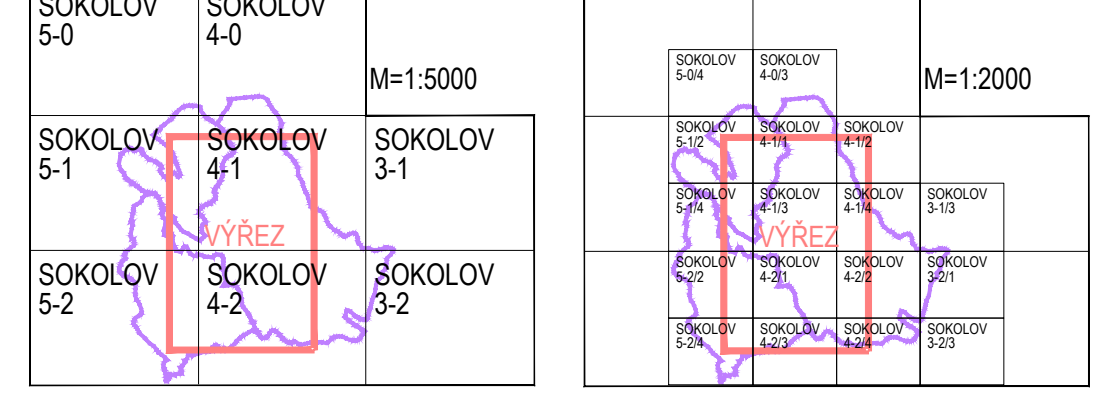 SOKOLOV
5-0
SOKOLOV
4-0
M=1:5000
SOKOLOV
5-1
SOKOLOV
4-1
SOKOLOV
3-1
VÝŘEZ
SOKOLOV
5-2
SOKOLOV
4-2
SOKOLOV
3-2
SOKOLOV
5-0/4
SOKOLOV
4-0/3
M=1:2000
SOKOLOV
5-1/2
SOKOLOV
4-1/1
SOKOLOV
4-1/2
SOKOLOV
5-1/4
SOKOLOV
4-1/3
SOKOLOV
4-1/4
SOKOLOV
3-1/3
VÝŘEZ
SOKOLOV
5-2/2
SOKOLOV
4-2/1
SOKOLOV
4-2/2
SOKOLOV
3-2/1
SOKOLOV
5-2/4
SOKOLOV
4-2/3
SOKOLOV
4-2/4
SOKOLOV
3-2/3